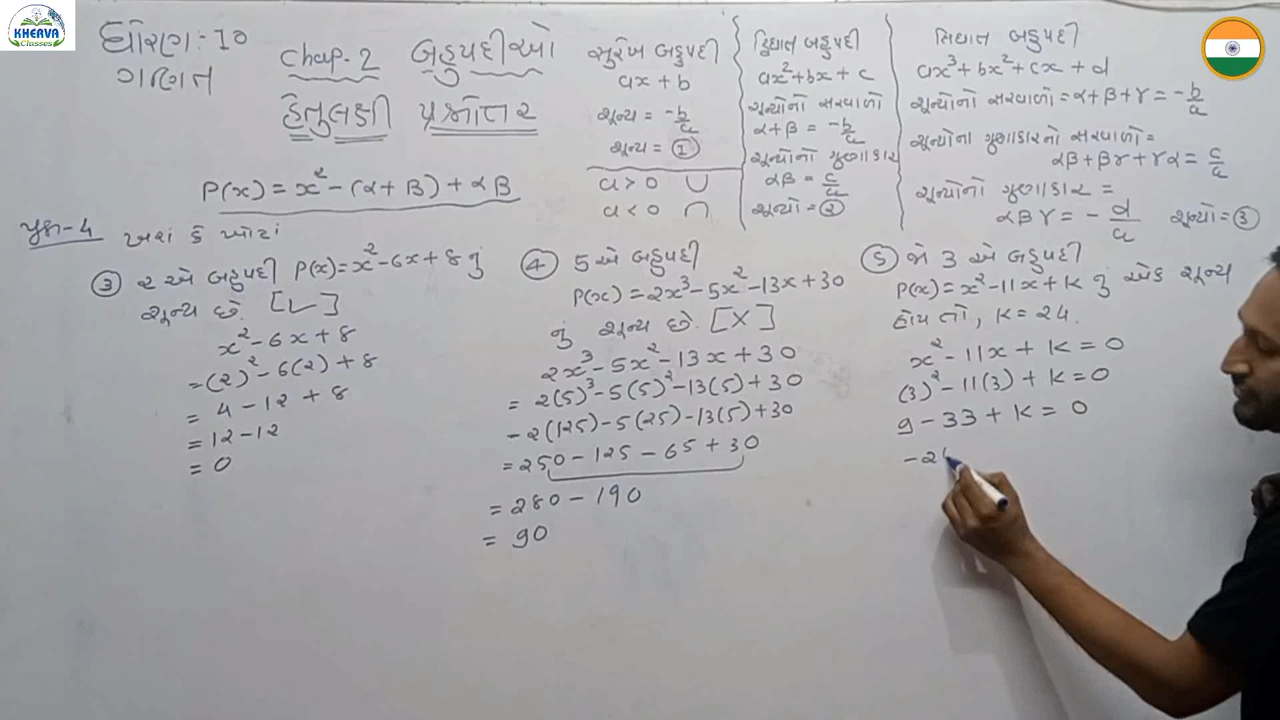 KHERVA
Classes
ધોરણ:-10
ગણિત
Chap-2 બહુપદીઓ
હેતુલક્ષી પ્રશ્નોત્તર
P(x) = x² - (α + β) + αβ
સુરેખ બહુપદી
ax + b
શૂન્ય = -b/a
શૂન્ય = ①
a > 0 ∪
a < 0 ∩
દ્વિઘાત બહુપદી
ax² + bx + c
શૂન્યોનો સરવાળો
α + β = -b/a
શૂન્યોનો ગુણાકાર
αβ = c/a
શૂન્યો = ②
ત્રિઘાત બહુપદી
ax³ + bx² + cx + d
શૂન્યોનો સરવાળો = α + β + γ = -b/a
શૂન્યોના ગુણાકારનો સરવાળો =
αβ + βγ + γα = c/a
શૂન્યોનો ગુણાકાર =
αβγ = - d/a શૂન્યો = ③
પ્રશ્ન-4 ખરાં કે ખોટાં
③ 2 એ બહુપદી P(x) = x² - 6x + 8 નું
શૂન્ય છે. [✓]
x² - 6x + 8
= (2)² - 6(2) + 8
= 4 - 12 + 8
= 12 - 12
= 0
④ 5 એ બહુપદી
P(x) = 2x³ - 5x² - 13x + 30
નું શૂન્ય છે. [X]
2x³ - 5x² - 13x + 30
= 2(5)³ - 5(5)² - 13(5) + 30
- 2(125) - 5(25) - 13(5) + 30
= 250 - 125 - 65 + 30
= 280 - 190
= 90
⑤ જો 3 એ બહુપદી
P(x) = x² - 11x + K નું એક શૂન્ય
હોય તો, K = 24.
x² - 11x + K = 0
(3)² - 11(3) + K = 0
9 - 33 + K = 0